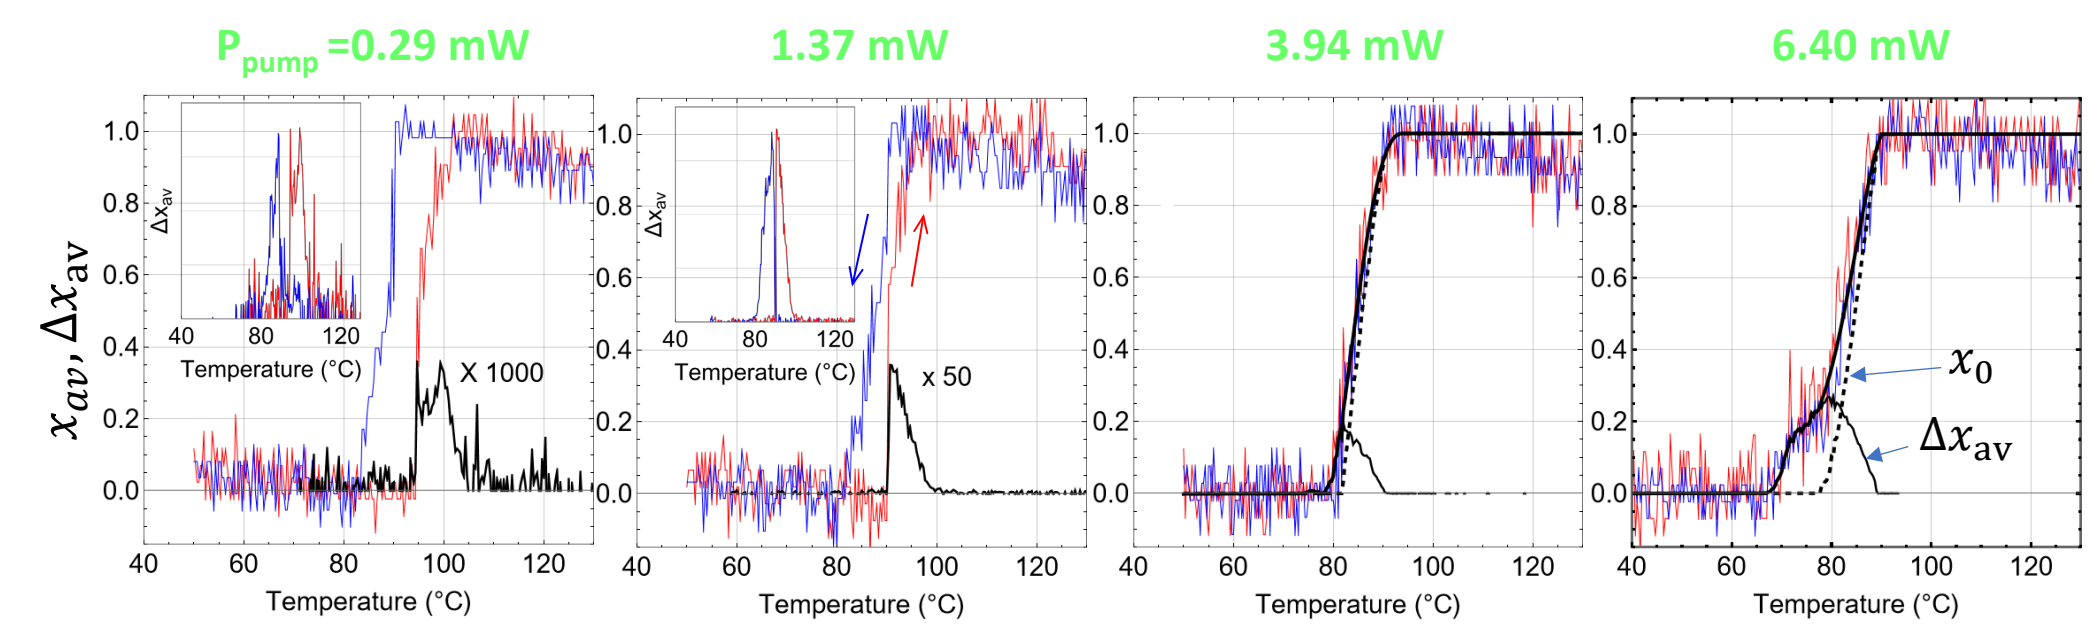 P_pump =0.29 mW
1.37 mW
3.94 mW
6.40 mW
x_av, Δx_av
1.0
0.8
0.6
0.4
0.2
0.0
40 60 80 100 120
Temperature (°C)
Δx_av
40 80 120
Temperature (°C)
X 1000
1.0
0.8
0.6
0.4
0.2
0.0
40 60 80 100 120
Temperature (°C)
Δx_av
40 80 120
Temperature (°C)
x 50
1.0
0.8
0.6
0.4
0.2
0.0
40 60 80 100 120
Temperature (°C)
1.0
0.8
0.6
0.4
0.2
0.0
40 60 80 100 120
Temperature (°C)
x_0
Δx_av